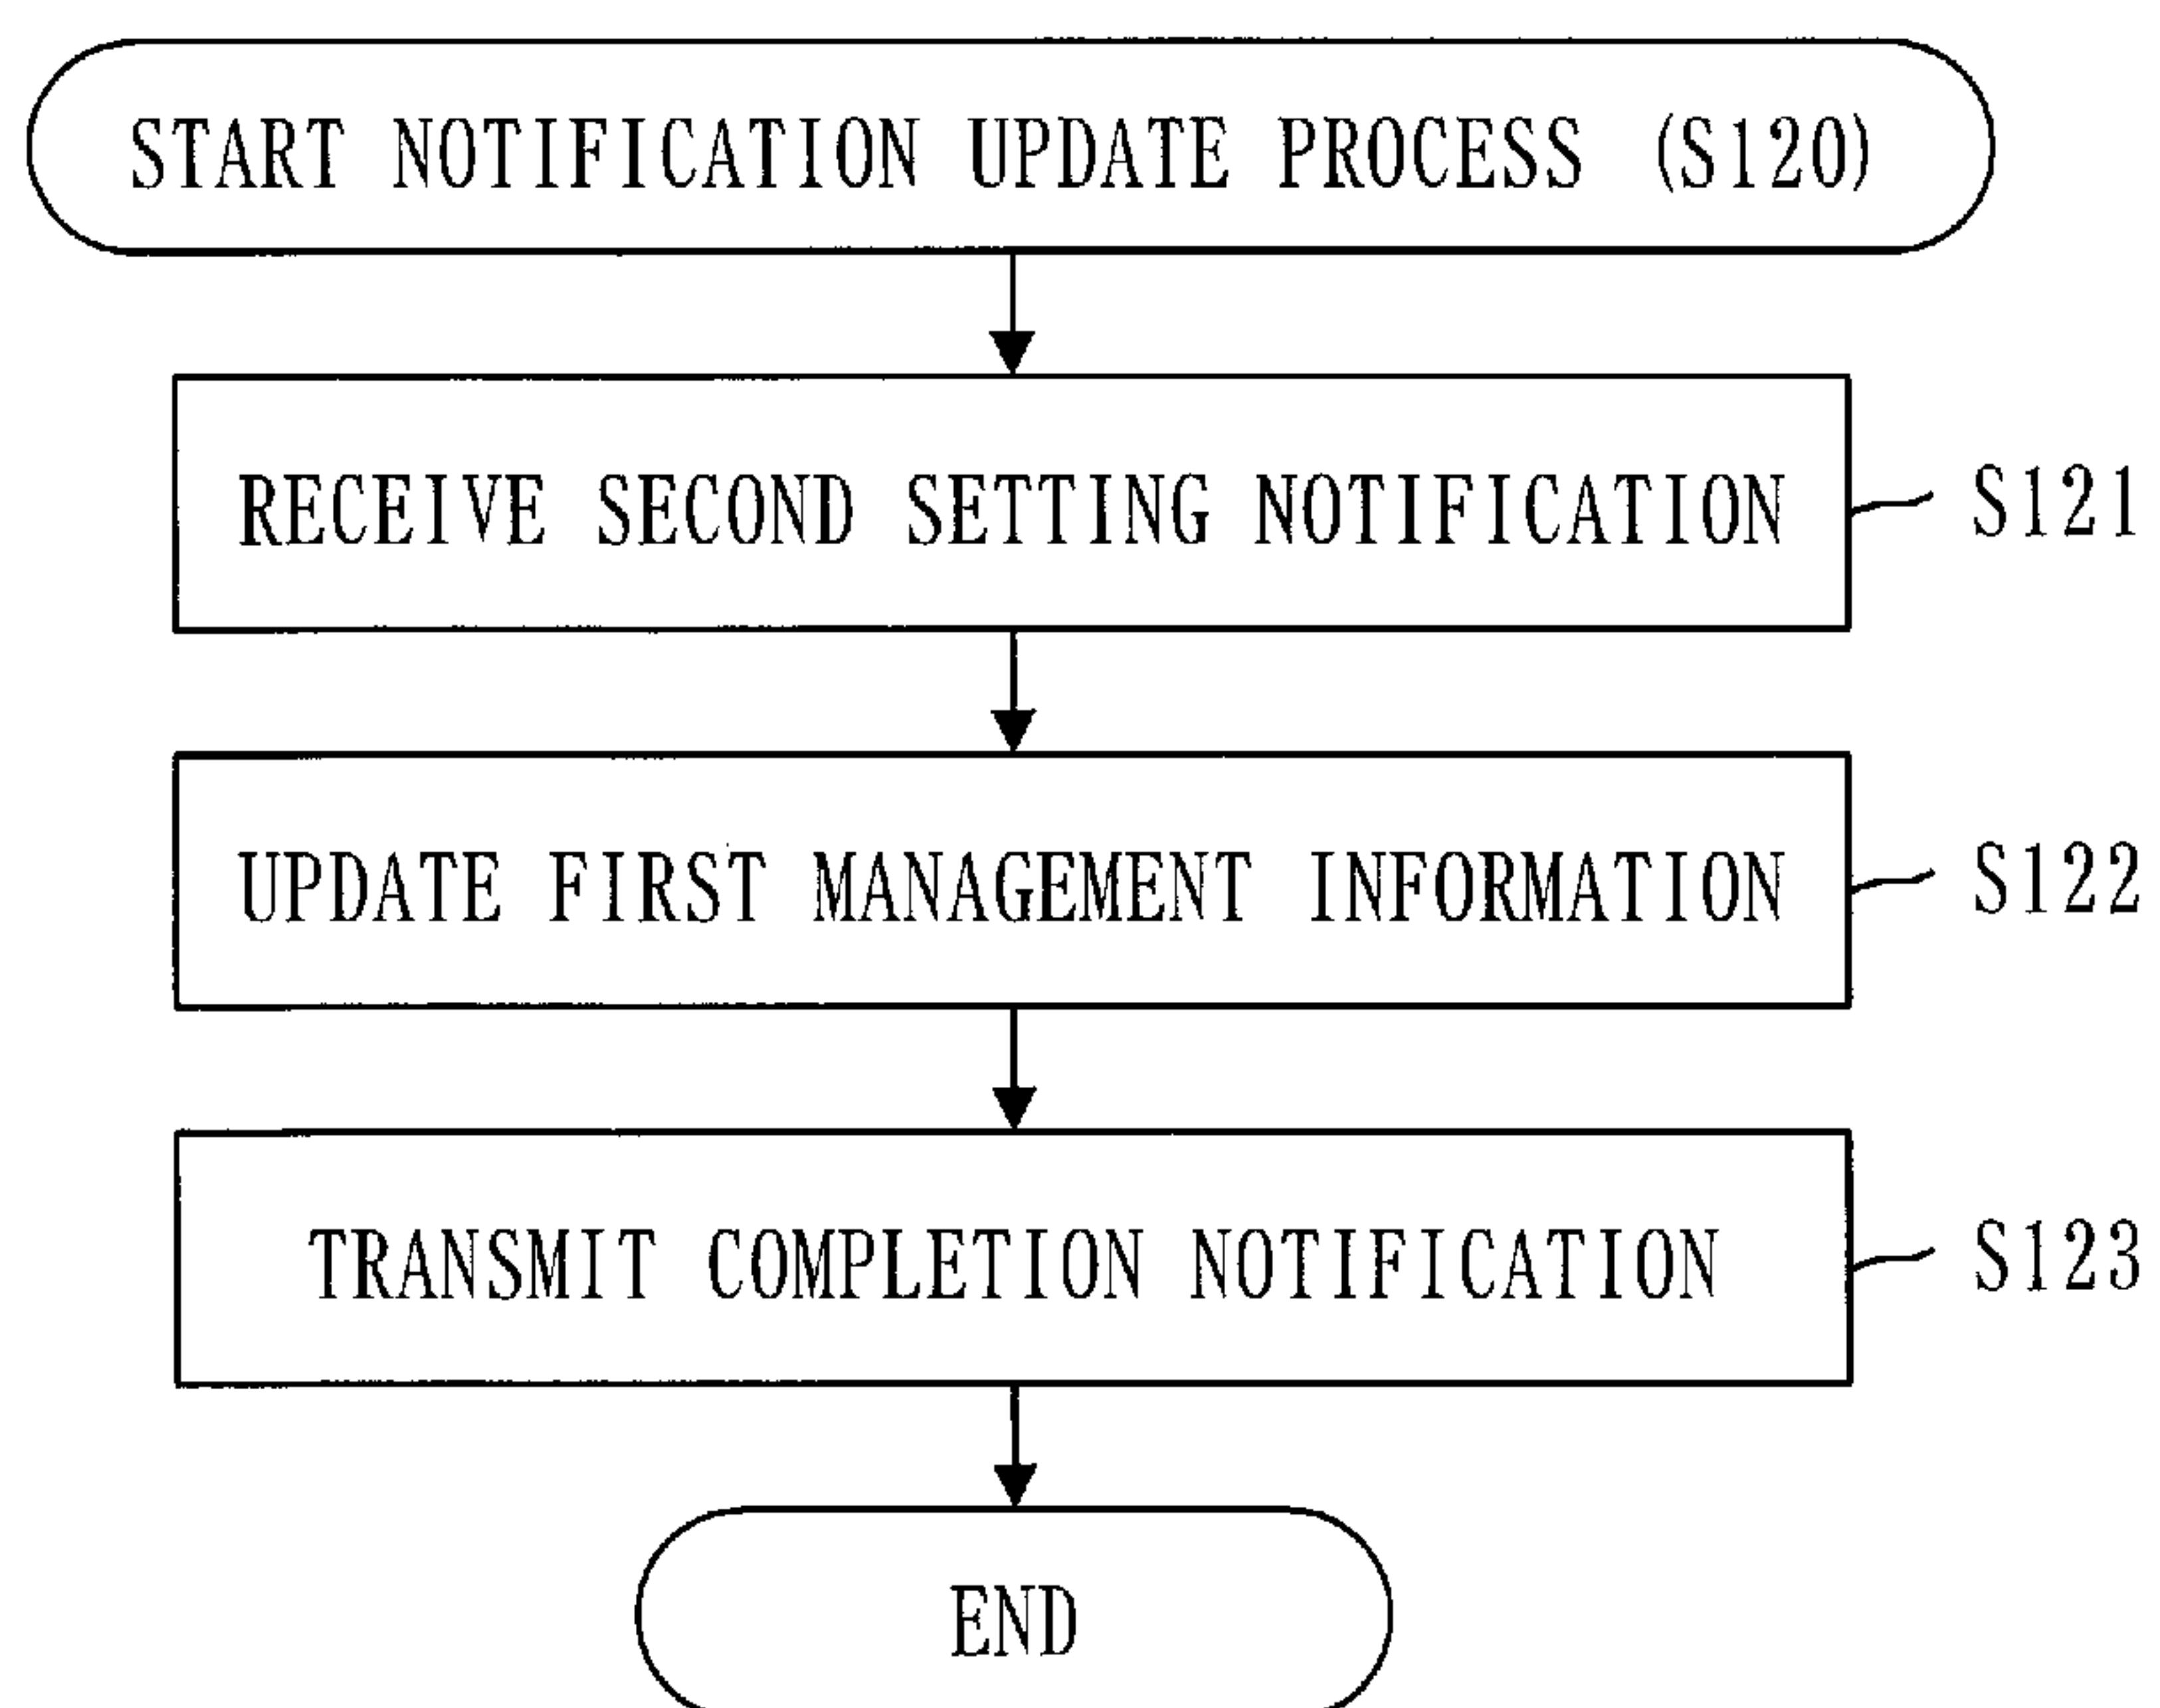 START NOTIFICATION UPDATE PROCESS (S120)
RECEIVE SECOND SETTING NOTIFICATION
S121
UPDATE FIRST MANAGEMENT INFORMATION
S122
TRANSMIT COMPLETION NOTIFICATION
S123
END